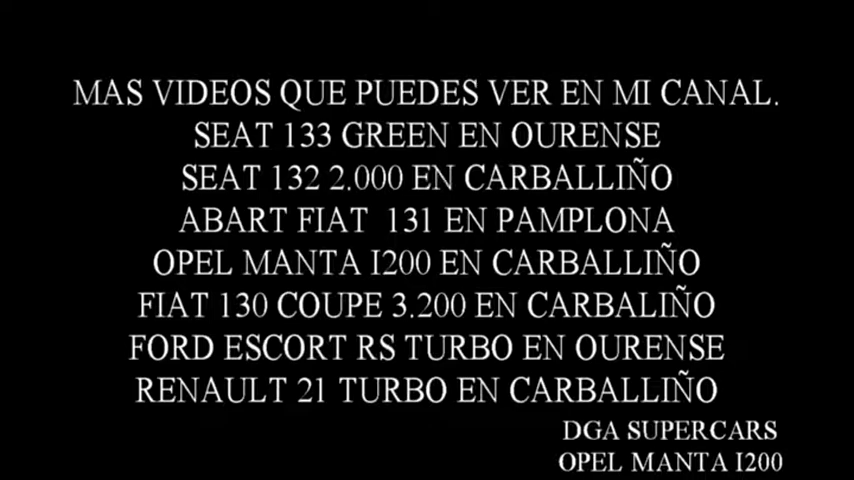 MAS VIDEOS QUE PUEDES VER EN MI CANAL.
SEAT 133 GREEN EN OURENSE
SEAT 132 2.000 EN CARBALLIÑO
ABART FIAT 131 EN PAMPLONA
OPEL MANTA I200 EN CARBALLIÑO
FIAT 130 COUPE 3.200 EN CARBALIÑO
FORD ESCORT RS TURBO EN OURENSE
RENAULT 21 TURBO EN CARBALLIÑO
DGA SUPERCARS
OPEL MANTA I200